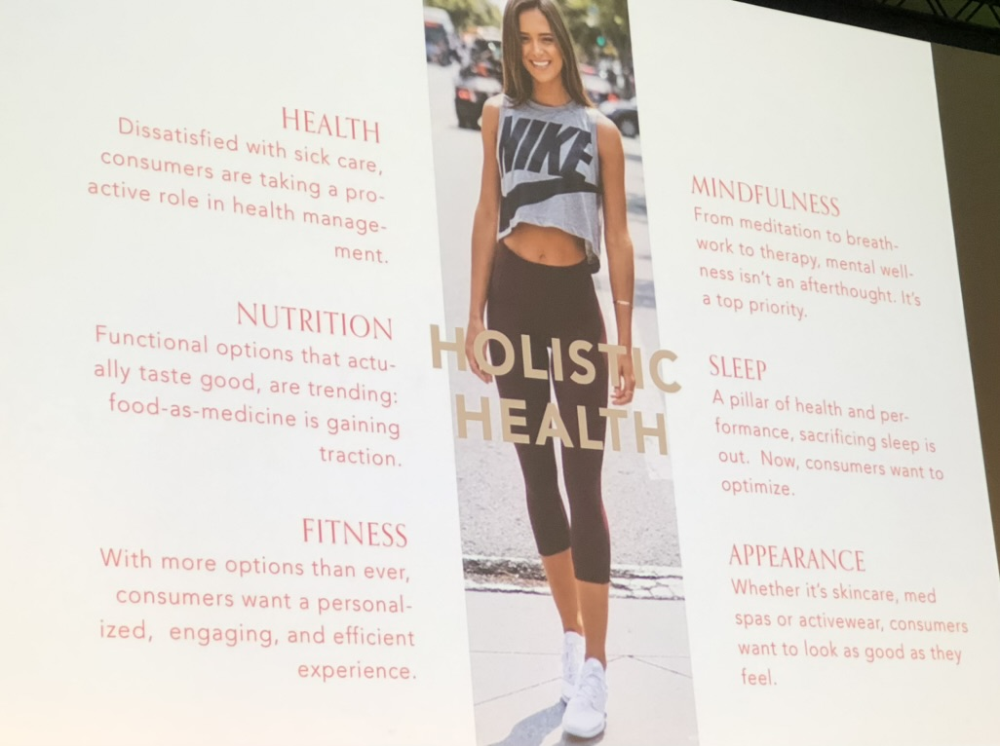 HEALTH
Dissatisfied with sick care,
consumers are taking a pro-
active role in health manage-
ment.
NUTRITION
Functional options that actu-
ally taste good, are trending:
food-as-medicine is gaining
traction.
FITNESS
With more options than ever,
consumers want a personal-
ized, engaging, and efficient
experience.
NIKE
HOLISTIC
HEALTH
MINDFULNESS
From meditation to breath-
work to therapy, mental well-
ness isn't an afterthought. It's
a top priority.
SLEEP
A pillar of health and per-
formance, sacrificing sleep is
out. Now, consumers want to
optimize.
APPEARANCE
Whether it's skincare, med
spas or activewear, consumers
want to look as good as they
feel.